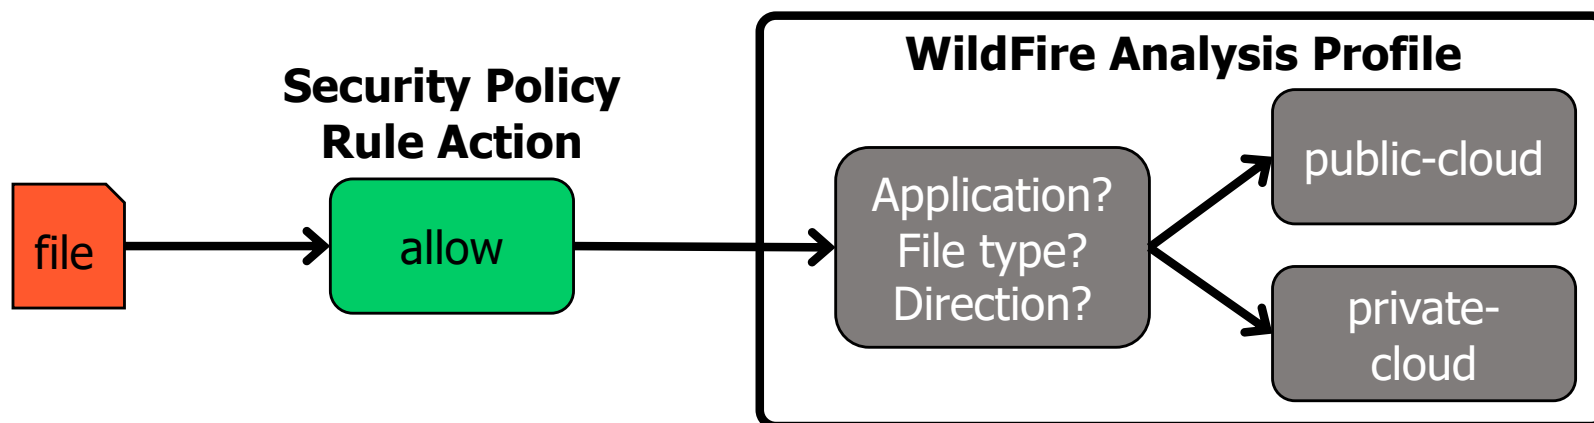 WildFire Analysis Profile
Security Policy
Rule Action
file
allow
Application?
File type?
Direction?
public-cloud
private-
cloud